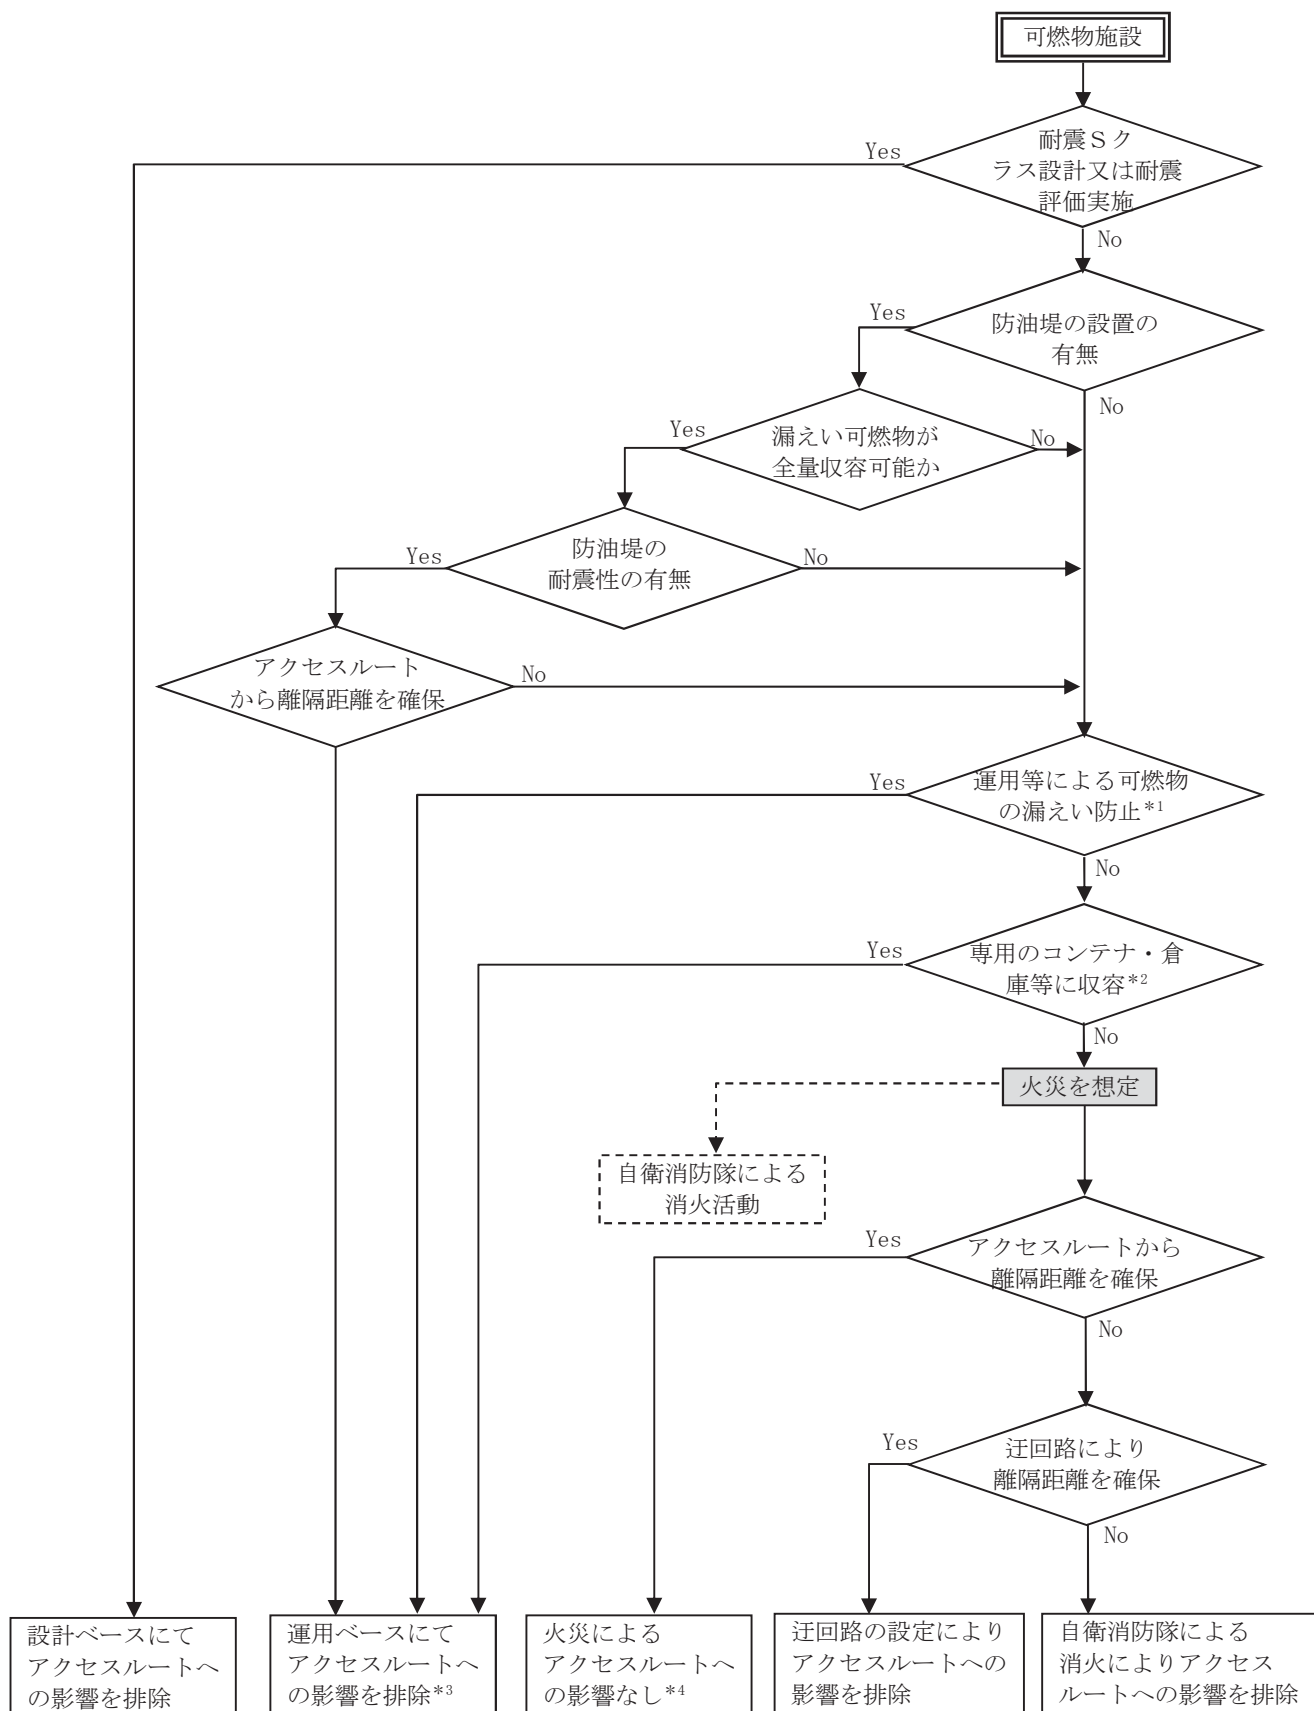 可燃物施設
耐震Ｓク
ラス設計又は耐震
評価実施
Yes
No
防油堤の設置の
有無
Yes
No
漏えい可燃物が
全量収容可能か
Yes
No
防油堤の
耐震性の有無
Yes
No
アクセスルート
から離隔距離を確保
No
運用等による可燃物
の漏えい防止*1
Yes
No
専用のコンテナ・倉
庫等に収容*2
Yes
No
火災を想定
自衛消防隊による
消火活動
アクセスルートから
離隔距離を確保
Yes
No
迂回路により
離隔距離を確保
Yes
No
設計ベースにて
アクセスルートへ
の影響を排除
運用ベースにて
アクセスルートへ
の影響を排除*3
火災による
アクセスルートへ
の影響なし*4
迂回路の設定により
アクセスルートへの
影響を排除
自衛消防隊による
消火によりアクセス
ルートへの影響を排除